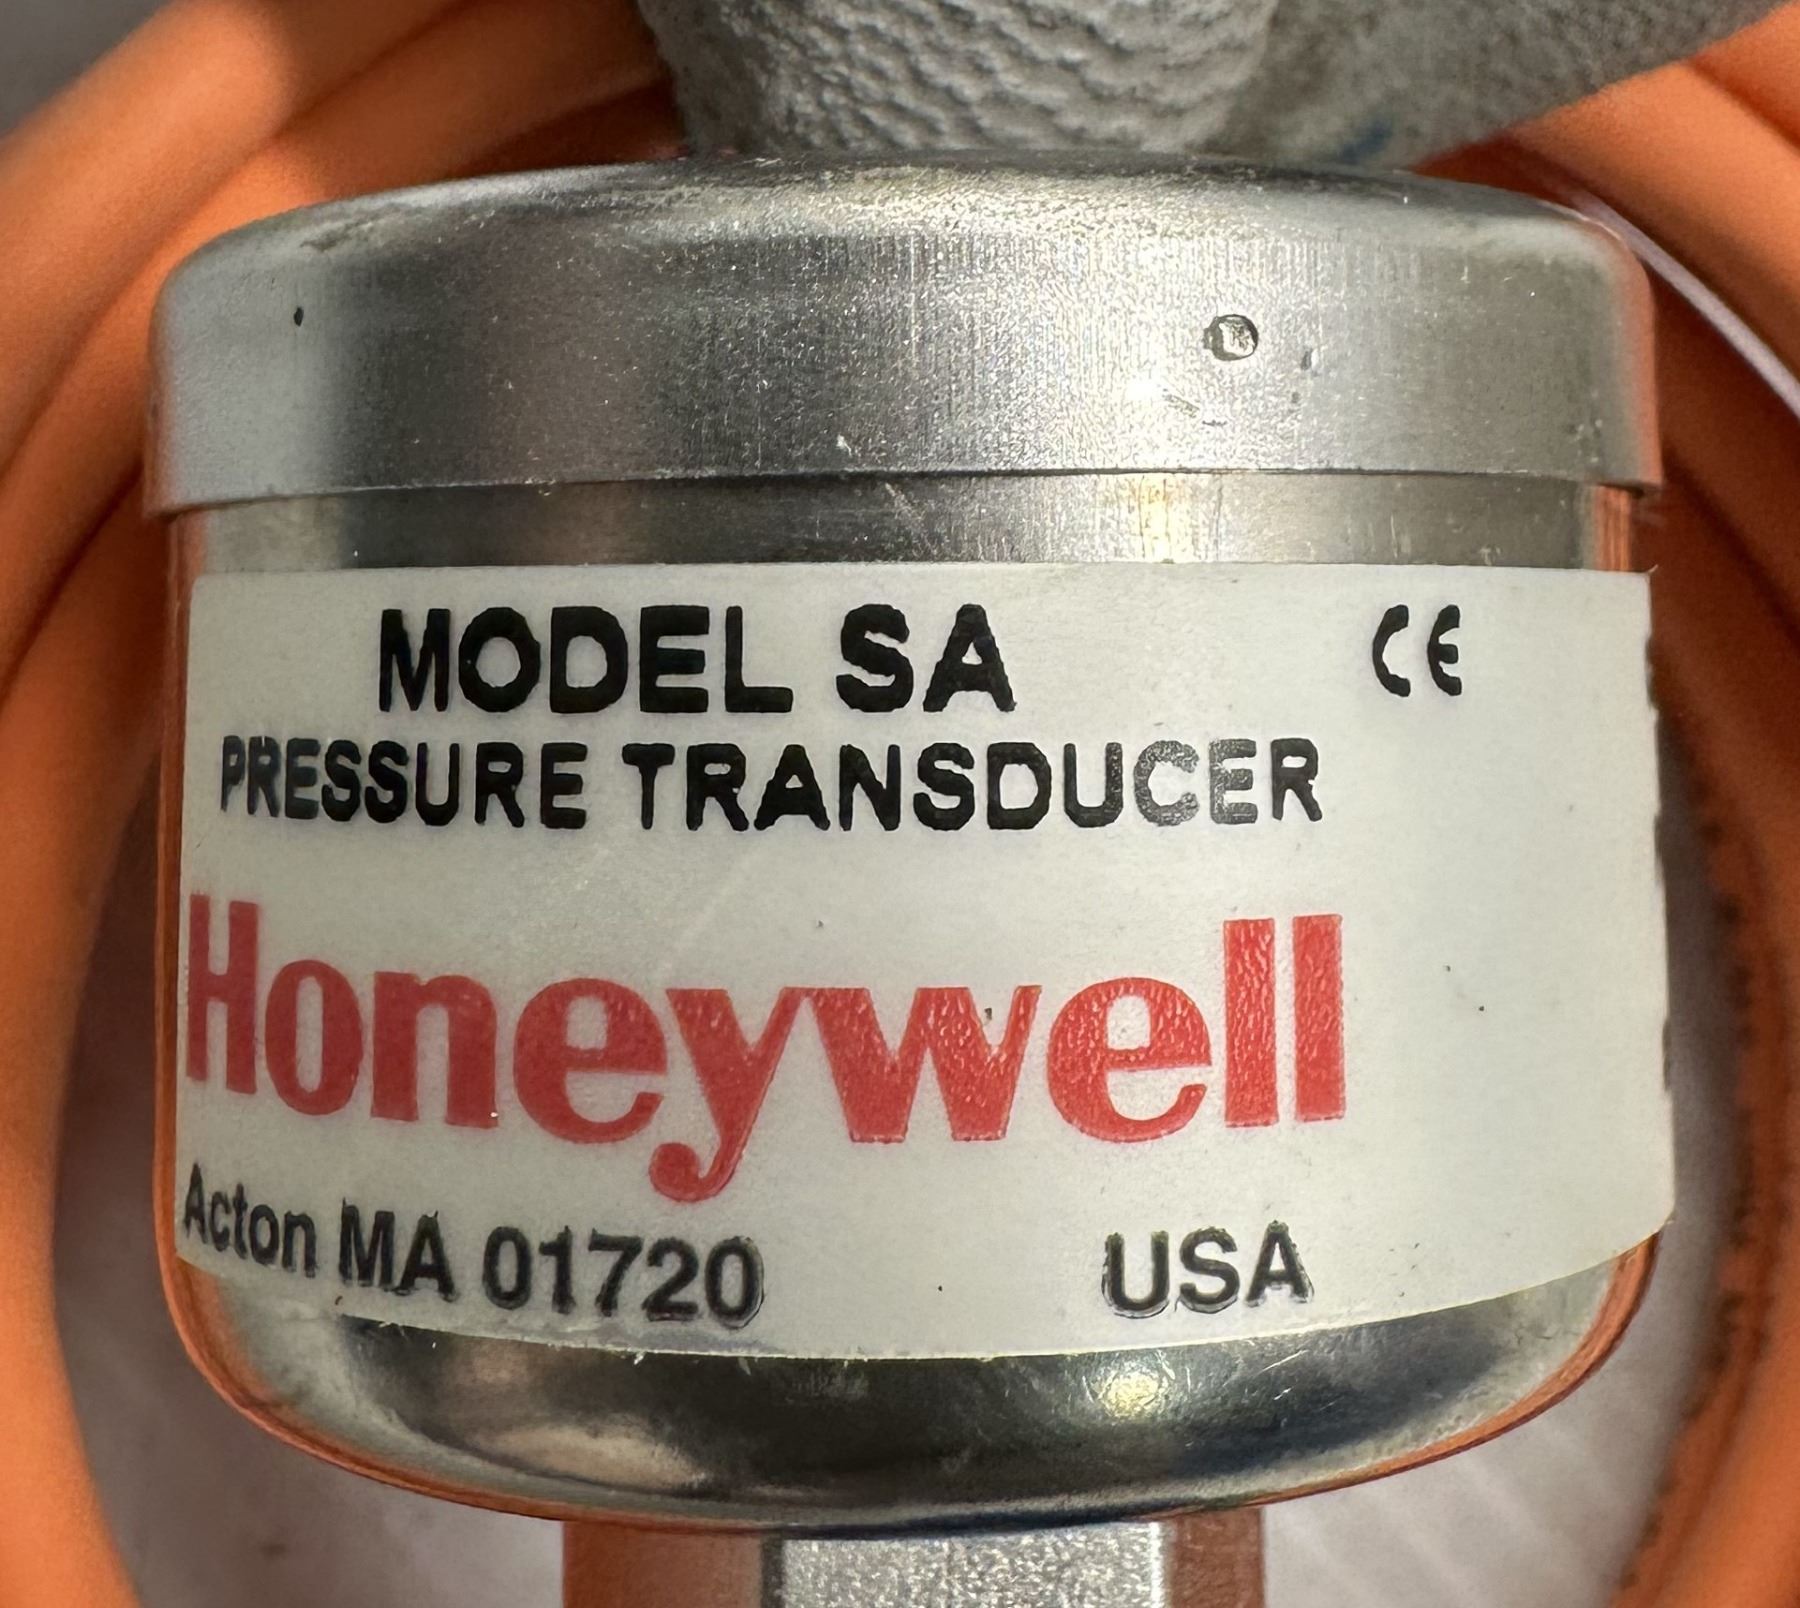 MODEL SA CE
PRESSURE TRANSDUCER
Honeywell
Acton MA 01720 USA